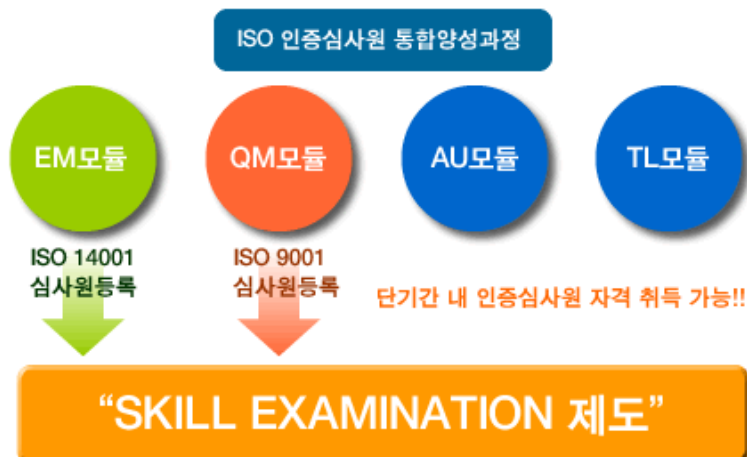 ISO 인증심사원 통합양성과정
EM모듈
QM모듈
AU모듈
TL모듈
ISO 14001
심사원등록
ISO 9001
심사원등록
단기간 내 인증심사원 자격 취득 가능!!
“SKILL EXAMINATION 제도”